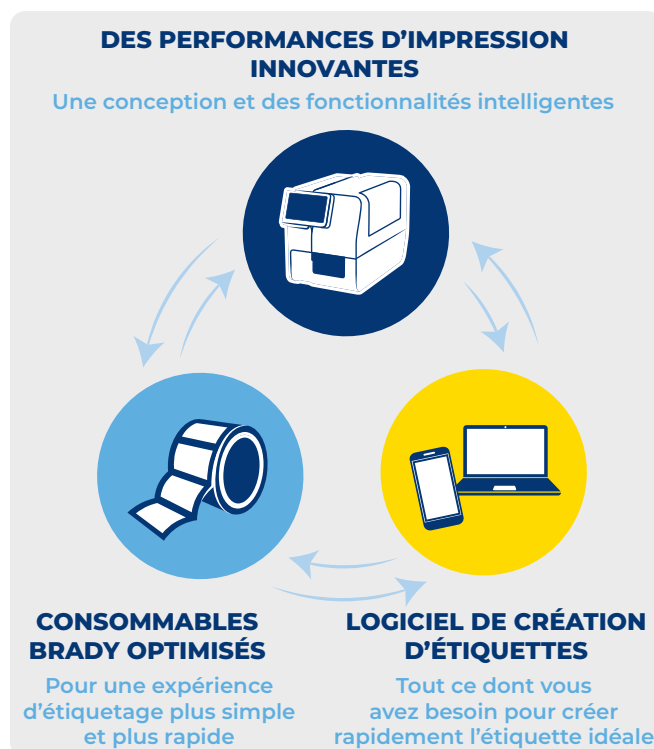 DES PERFORMANCES D’IMPRESSION
INNOVANTES
Une conception et des fonctionnalités intelligentes
CONSOMMABLES
BRADY OPTIMISÉS
Pour une expérience
d’étiquetage plus simple
et plus rapide
LOGICIEL DE CRÉATION
D’ÉTIQUETTES
Tout ce dont vous
avez besoin pour créer
rapidement l’étiquette idéale